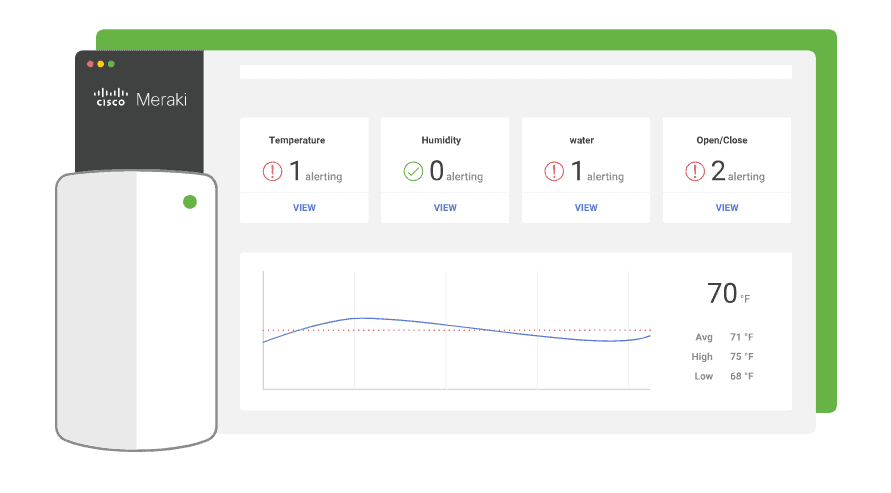 cisco Meraki
Temperature
1 alerting
VIEW
Humidity
0 alerting
VIEW
water
1 alerting
VIEW
Open/Close
2 alerting
VIEW
70 °F
Avg 71 °F
High 75 °F
Low 68 °F